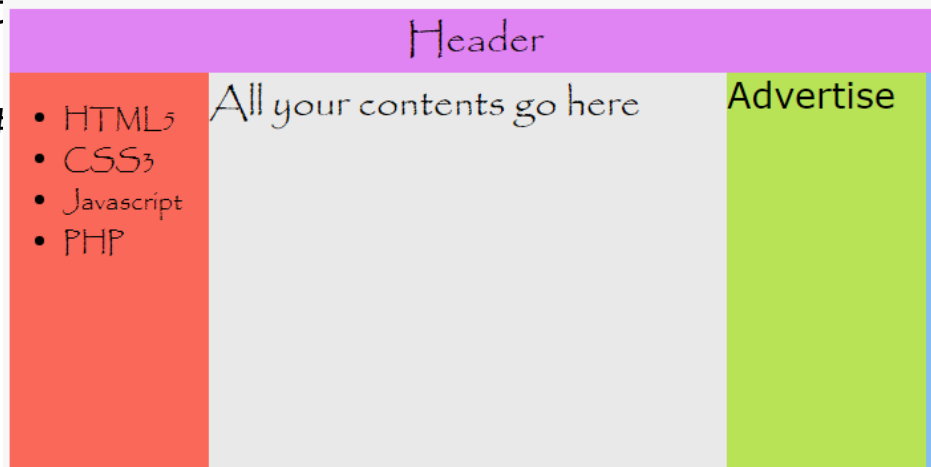 Header
HTML5
CSS3
Javascript
PHP
All your contents go here
Advertise